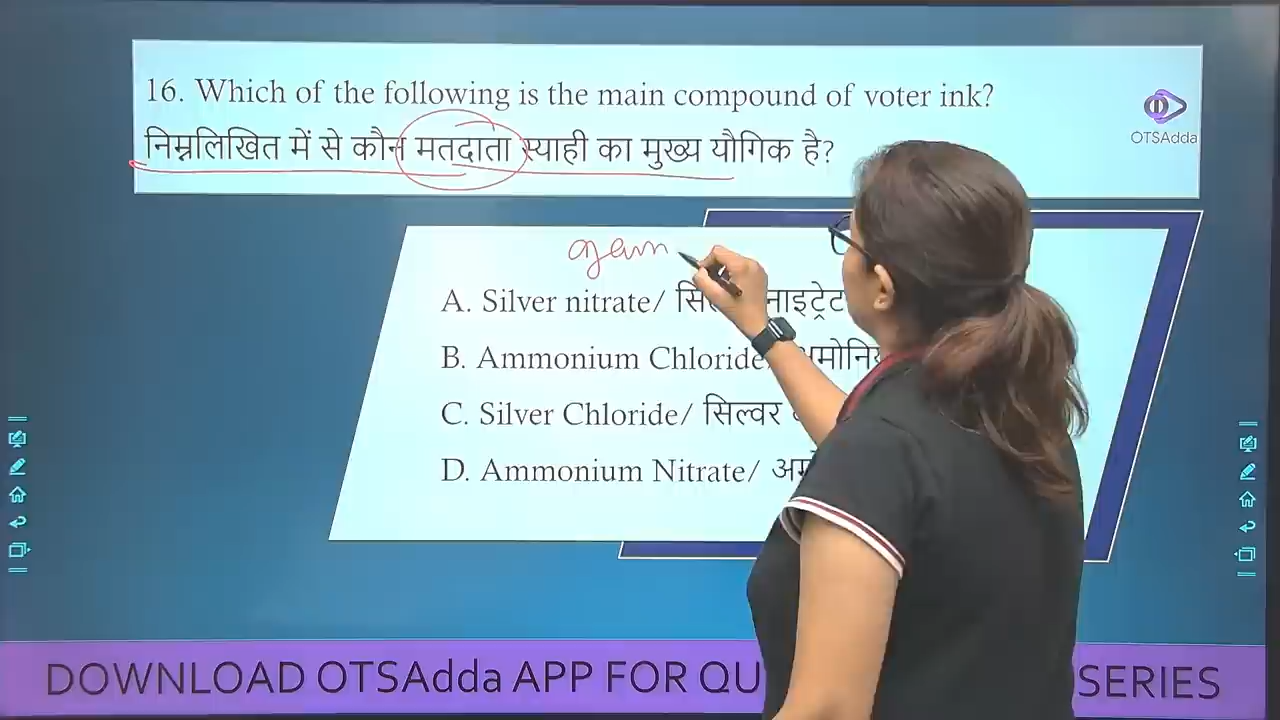 16. Which of the following is the main compound of voter ink?
निम्नलिखित में से कौन मतदाता स्याही का मुख्य यौगिक है?
OTSAdda
A. Silver nitrate/
B. Ammonium Chloride/
C. Silver Chloride/ सिल्वर
D. Ammonium Nitrate/
DOWNLOAD OTSAdda APP FOR
SERIES